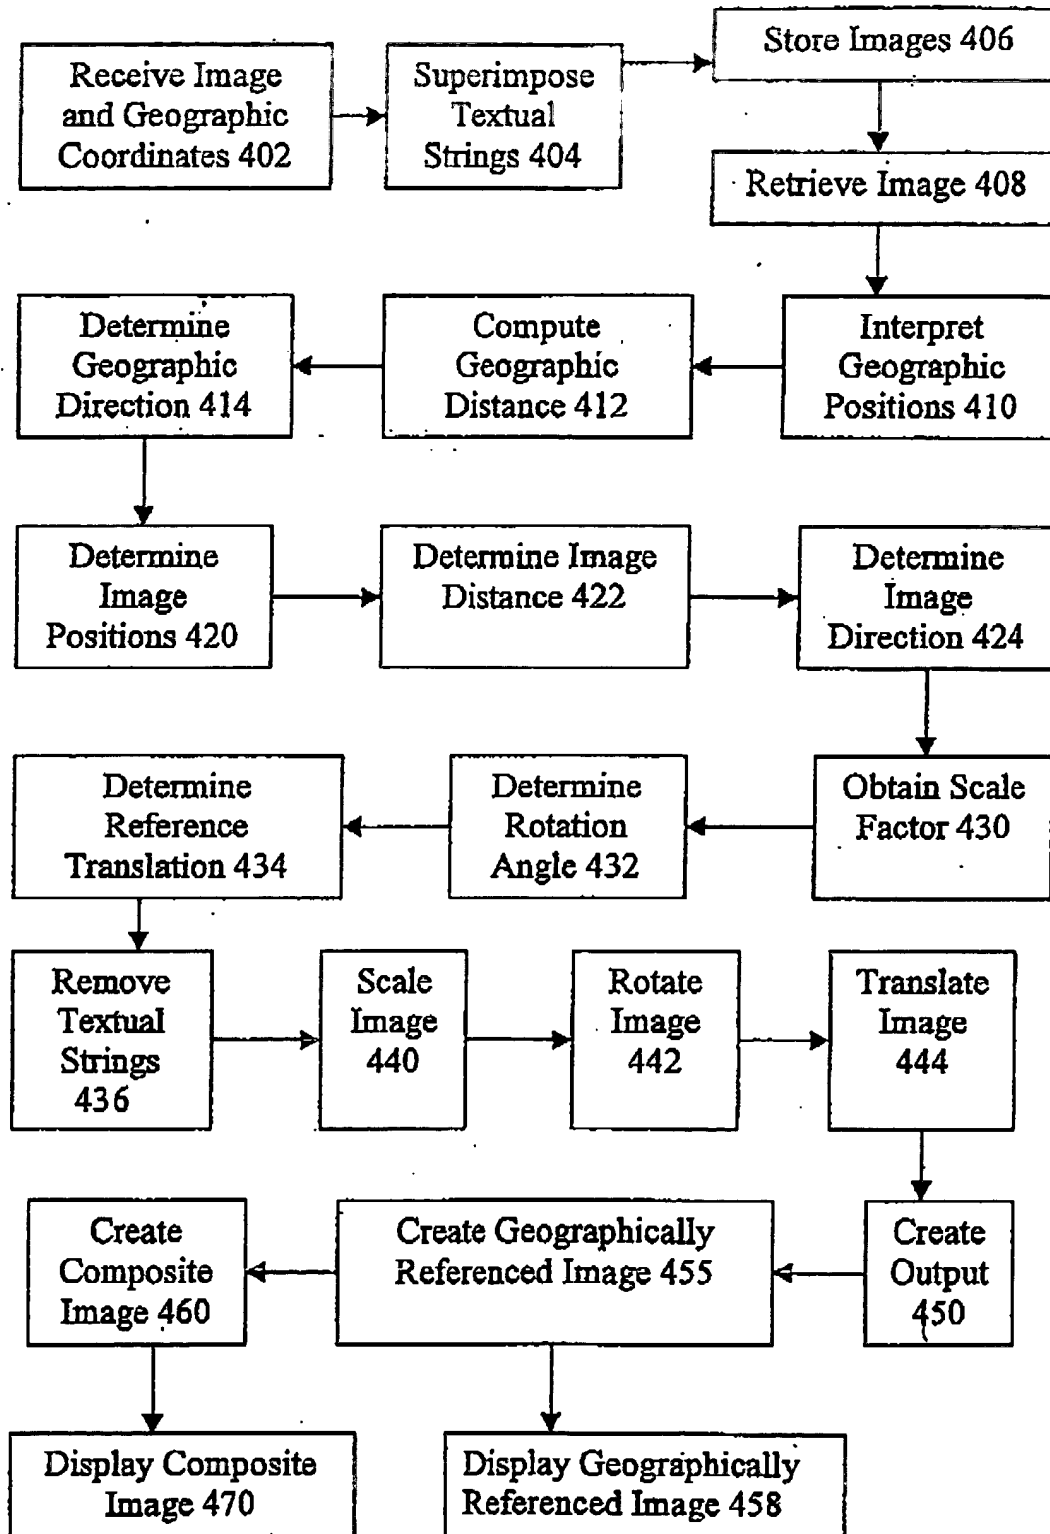 Receive Image
and Geographic
Coordinates 402
Superimpose
Textual
Strings 404
Store Images 406
Retrieve Image 408
Interpret
Geographic
Positions 410
Compute
Geographic
Distance 412
Determine
Geographic
Direction 414
Determine
Image
Positions 420
Determine Image
Distance 422
Determine
Image
Direction 424
Obtain Scale
Factor 430
Determine
Rotation
Angle 432
Determine
Reference
Translation 434
Remove
Textual
Strings
436
Scale
Image
440
Rotate
Image
442
Translate
Image
444
Create
Output
450
Create Geographically
Referenced Image 455
Create
Composite
Image 460
Display Composite
Image 470
Display Geographically
Referenced Image 458